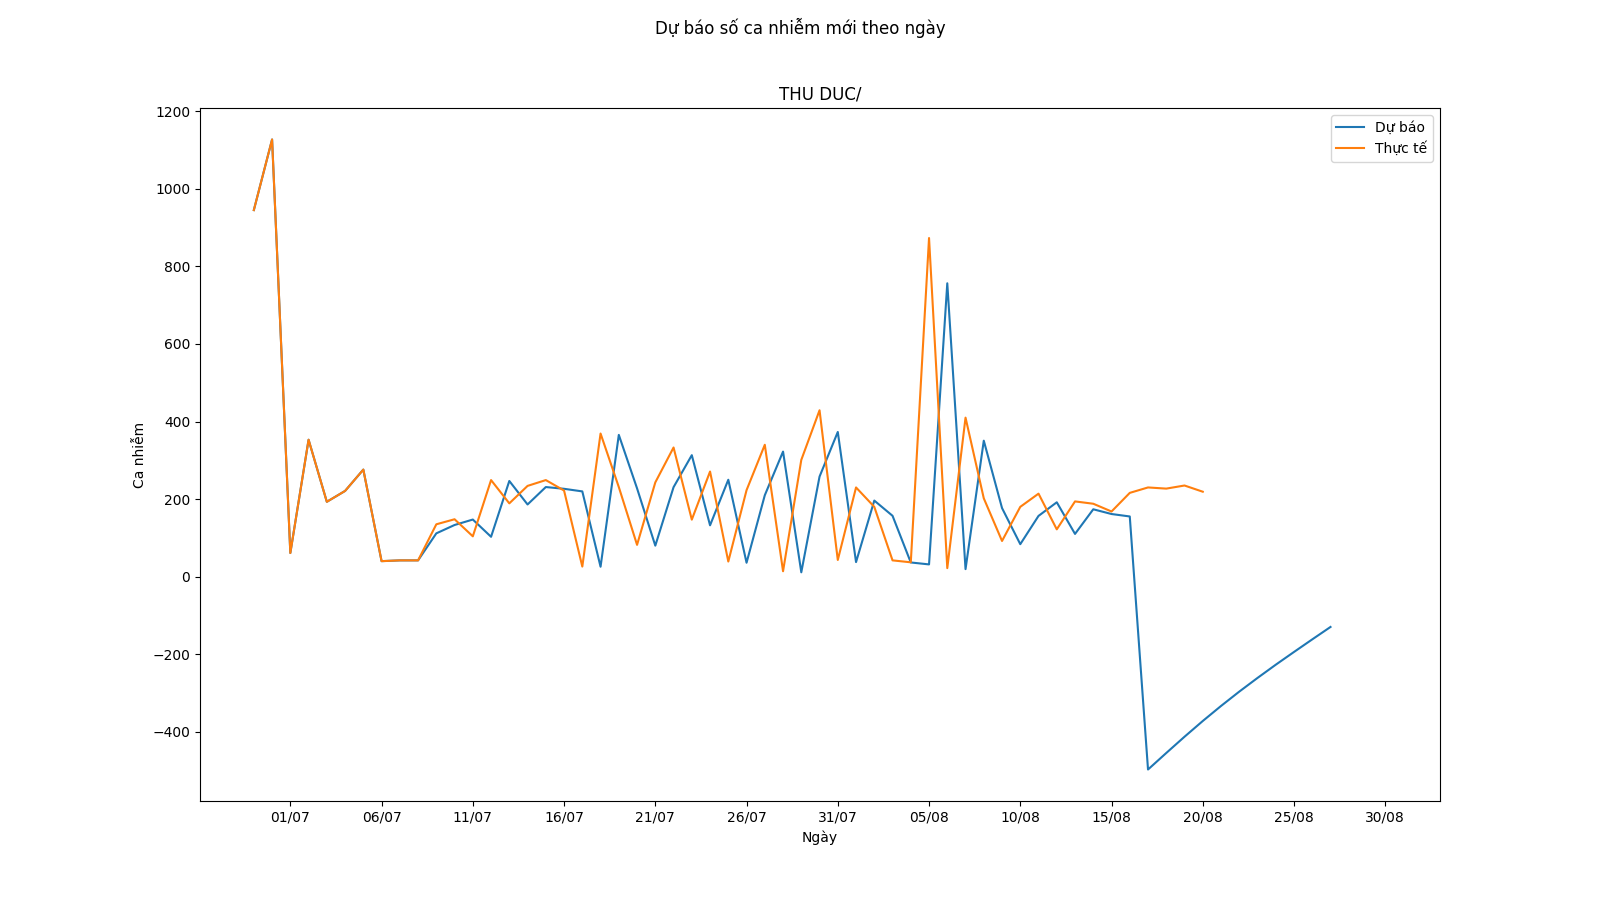 Dự báo số ca nhiễm mới theo ngày
THU DUC/
Dự báo
Thực tế
1200
1000
800
600
400
200
0
−200
−400
Ca nhiễm
01/07 06/07 11/07 16/07 21/07 26/07 31/07 05/08 10/08 15/08 20/08 25/08 30/08
Ngày